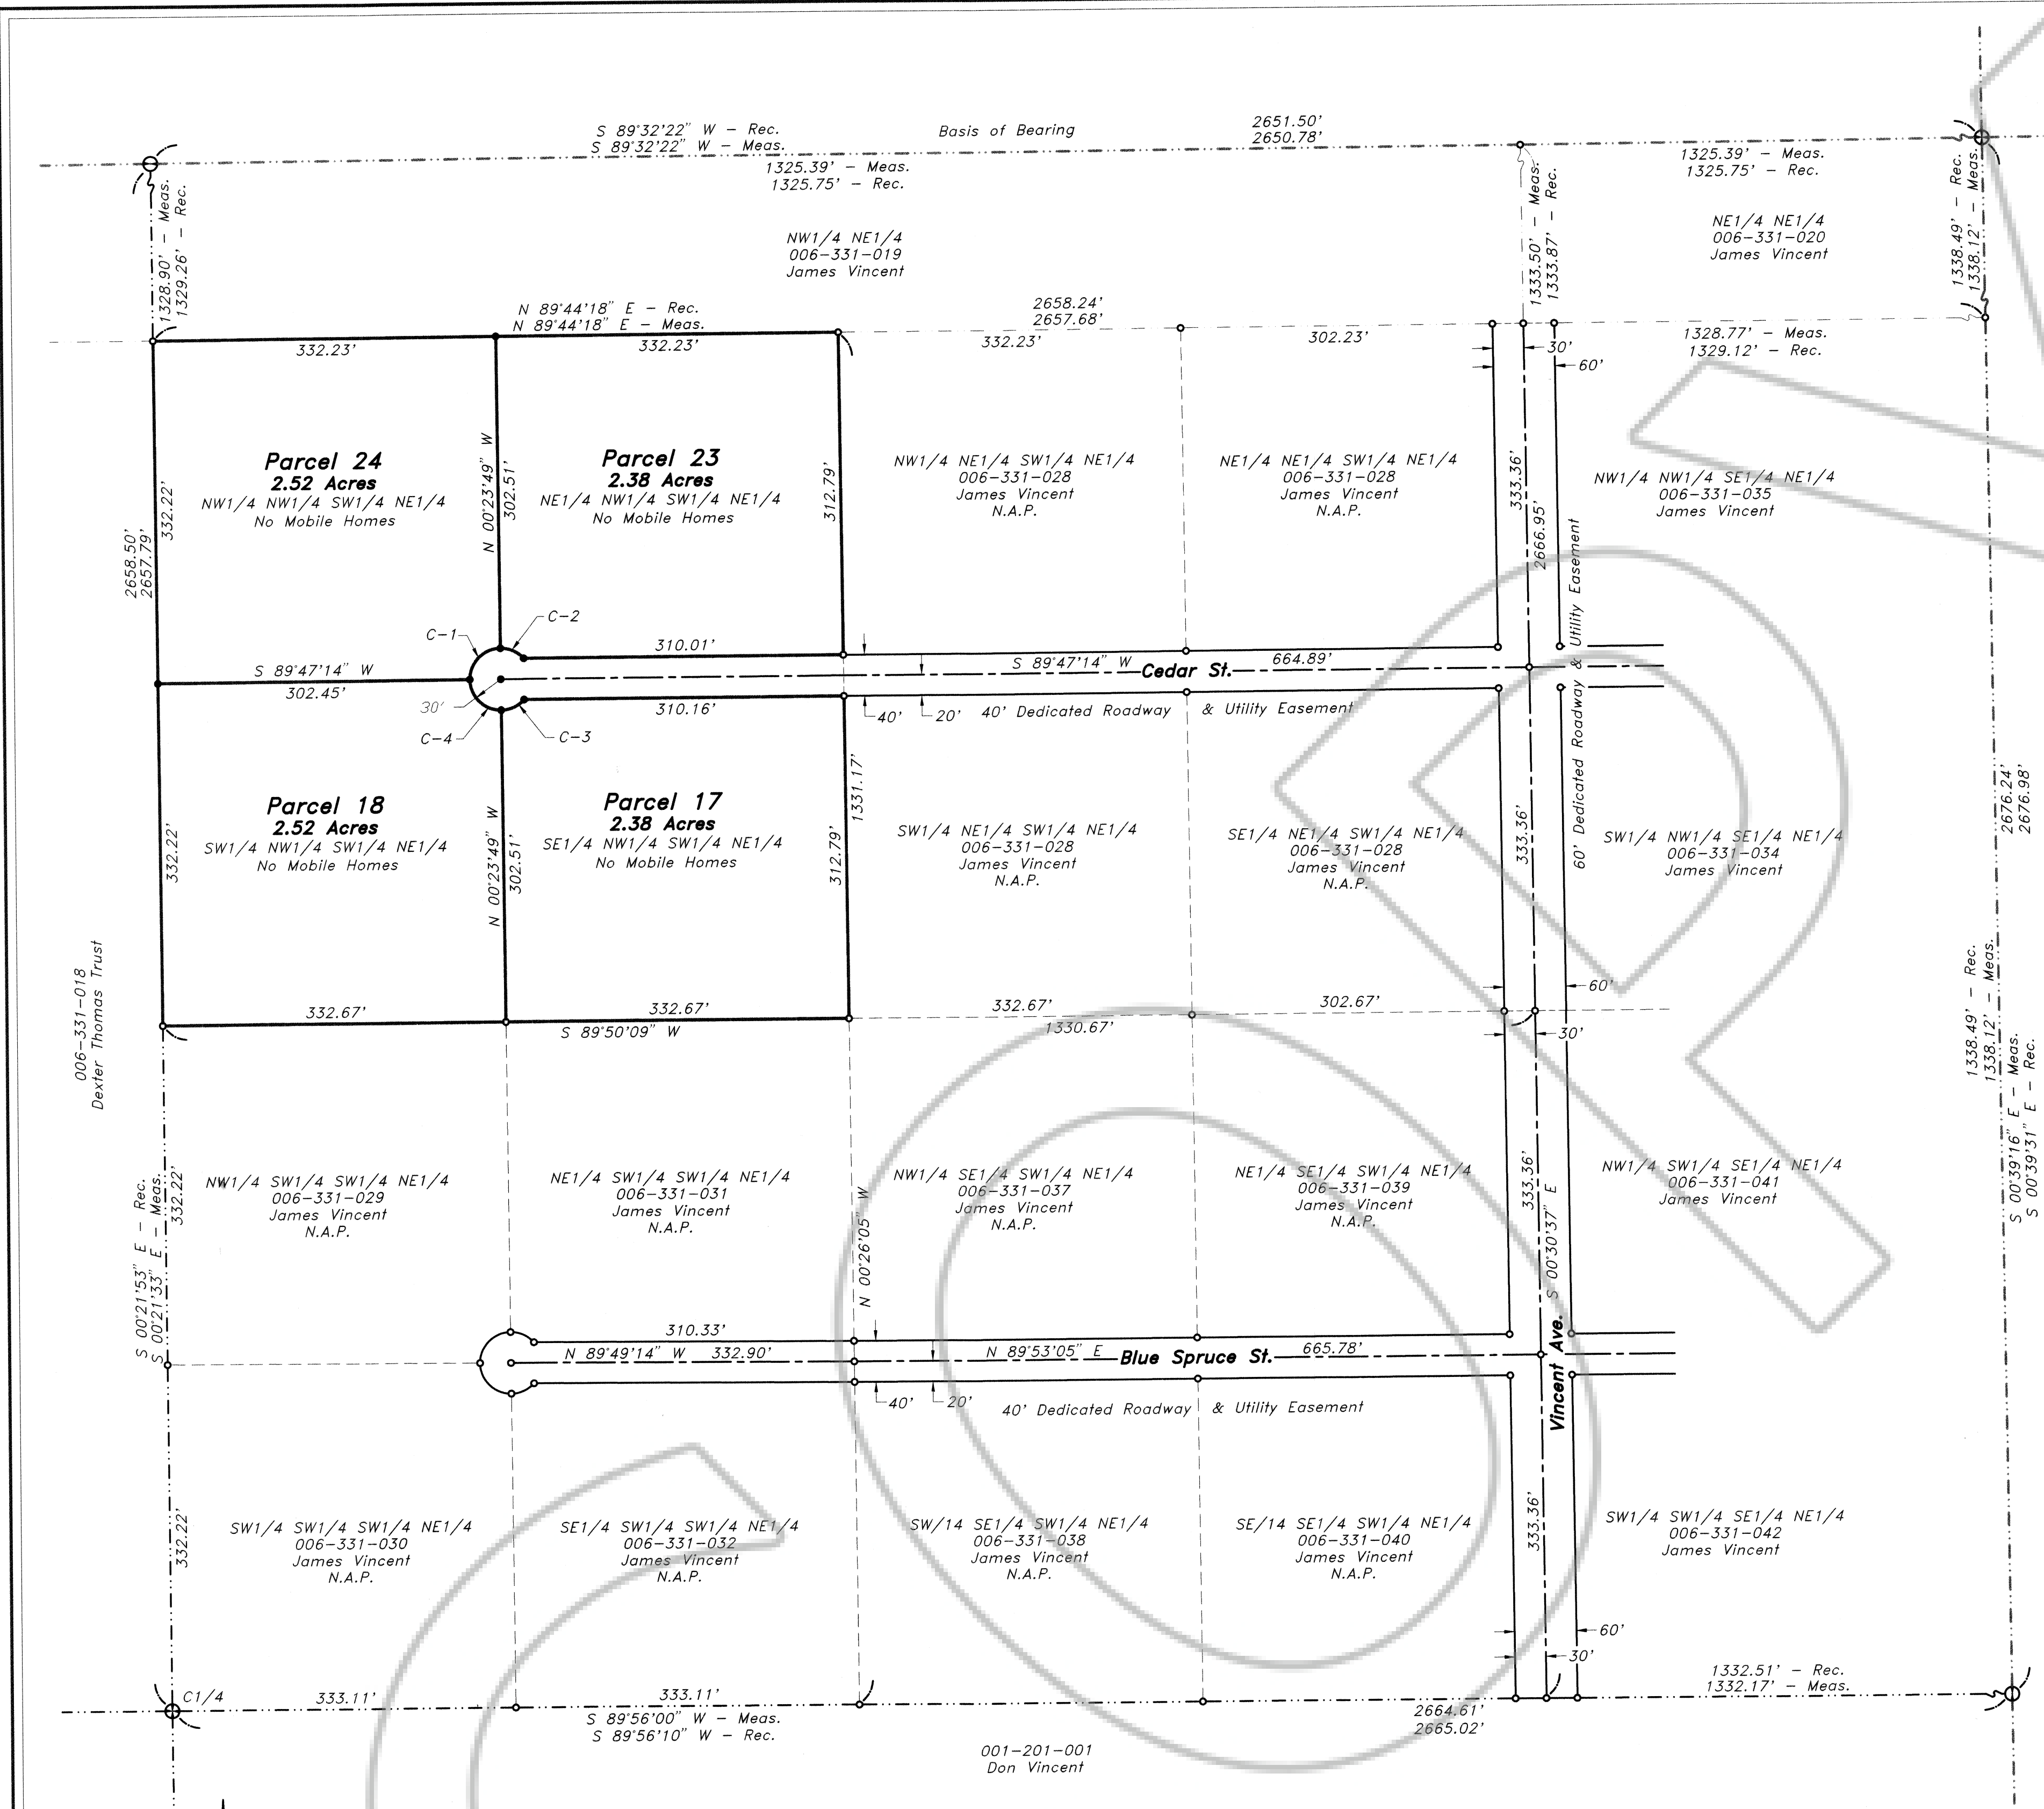 S 89°32'22" W - Rec.
S 89°32'22" W - Meas.
Basis of Bearing
2651.50'
2650.78'
1325.39' - Meas.
1325.75' - Rec.
1325.39' - Meas.
1325.75' - Rec.
1328.90' - Meas.
1329.26' - Rec.
NW1/4 NE1/4
006-331-019
James Vincent
1333.50' - Meas.
1333.87' - Rec.
NE1/4 NE1/4
006-331-020
James Vincent
1338.49' - Rec.
1338.12' - Meas.
N 89°44'18" E - Rec.
N 89°44'18" E - Meas.
2658.24'
2657.68'
332.23'
332.23'
332.23'
302.23'
30'
60'
1328.77' - Meas.
1329.12' - Rec.
Parcel 24
2.52 Acres
NW1/4 NW1/4 SW1/4 NE1/4
No Mobile Homes
332.22'
2658.50'
2657.79'
N 00°23'49" W
302.51'
Parcel 23
2.38 Acres
NE1/4 NW1/4 SW1/4 NE1/4
No Mobile Homes
312.79'
NW1/4 NE1/4 SW1/4 NE1/4
006-331-028
James Vincent
N.A.P.
NE1/4 NE1/4 SW1/4 NE1/4
006-331-028
James Vincent
N.A.P.
333.36'
2666.95'
60' Dedicated Roadway & Utility Easement
NW1/4 NW1/4 SE1/4 NE1/4
006-331-035
James Vincent
C-1
C-2
310.01'
S 89°47'14" W
302.45'
30'
C-4
C-3
310.16'
S 89°47'14" W
Cedar St.
664.89'
40'
20'
40' Dedicated Roadway & Utility Easement
Parcel 18
2.52 Acres
SW1/4 NW1/4 SW1/4 NE1/4
No Mobile Homes
332.22'
N 00°23'49" W
302.51'
Parcel 17
2.38 Acres
SE1/4 NW1/4 SW1/4 NE1/4
No Mobile Homes
312.79'
1331.17'
SW1/4 NE1/4 SW1/4 NE1/4
006-331-028
James Vincent
N.A.P.
SE1/4 NE1/4 SW1/4 NE1/4
006-331-028
James Vincent
N.A.P.
333.36'
SW1/4 NW1/4 SE1/4 NE1/4
006-331-034
James Vincent
2676.24'
2676.98'
006-331-018
Dexter Thomas Trust
332.67'
332.67'
S 89°50'09" W
332.67'
1330.67'
302.67'
60'
30'
1338.49' - Rec.
1338.12' - Meas.
S 00°39'16" E - Meas.
S 00°39'31" E - Rec.
S 00°21'53" E - Rec.
S 00°21'33" E - Meas.
332.22'
NW1/4 SW1/4 SW1/4 NE1/4
006-331-029
James Vincent
N.A.P.
NE1/4 SW1/4 SW1/4 NE1/4
006-331-031
James Vincent
N.A.P.
N 00°26'05" W
NW1/4 SE1/4 SW1/4 NE1/4
006-331-037
James Vincent
N.A.P.
NE1/4 SE1/4 SW1/4 NE1/4
006-331-039
James Vincent
N.A.P.
333.36'
S 00°30'37" E
Vincent Ave.
NW1/4 SW1/4 SE1/4 NE1/4
006-331-041
James Vincent
310.33'
N 89°49'14" W 332.90'
N 89°53'05" E
Blue Spruce St.
665.78'
40'
20'
40' Dedicated Roadway & Utility Easement
332.22'
SW1/4 SW1/4 SW1/4 NE1/4
006-331-030
James Vincent
N.A.P.
SE1/4 SW1/4 SW1/4 NE1/4
006-331-032
James Vincent
N.A.P.
SW/14 SE1/4 SW1/4 NE1/4
006-331-038
James Vincent
N.A.P.
SE/14 SE1/4 SW1/4 NE1/4
006-331-040
James Vincent
N.A.P.
333.36'
SW1/4 SW1/4 SE1/4 NE1/4
006-331-042
James Vincent
60'
30'
C1/4
333.11'
333.11'
S 89°56'00" W - Meas.
S 89°56'10" W - Rec.
2664.61'
2665.02'
1332.51' - Rec.
1332.17' - Meas.
001-201-001
Don Vincent